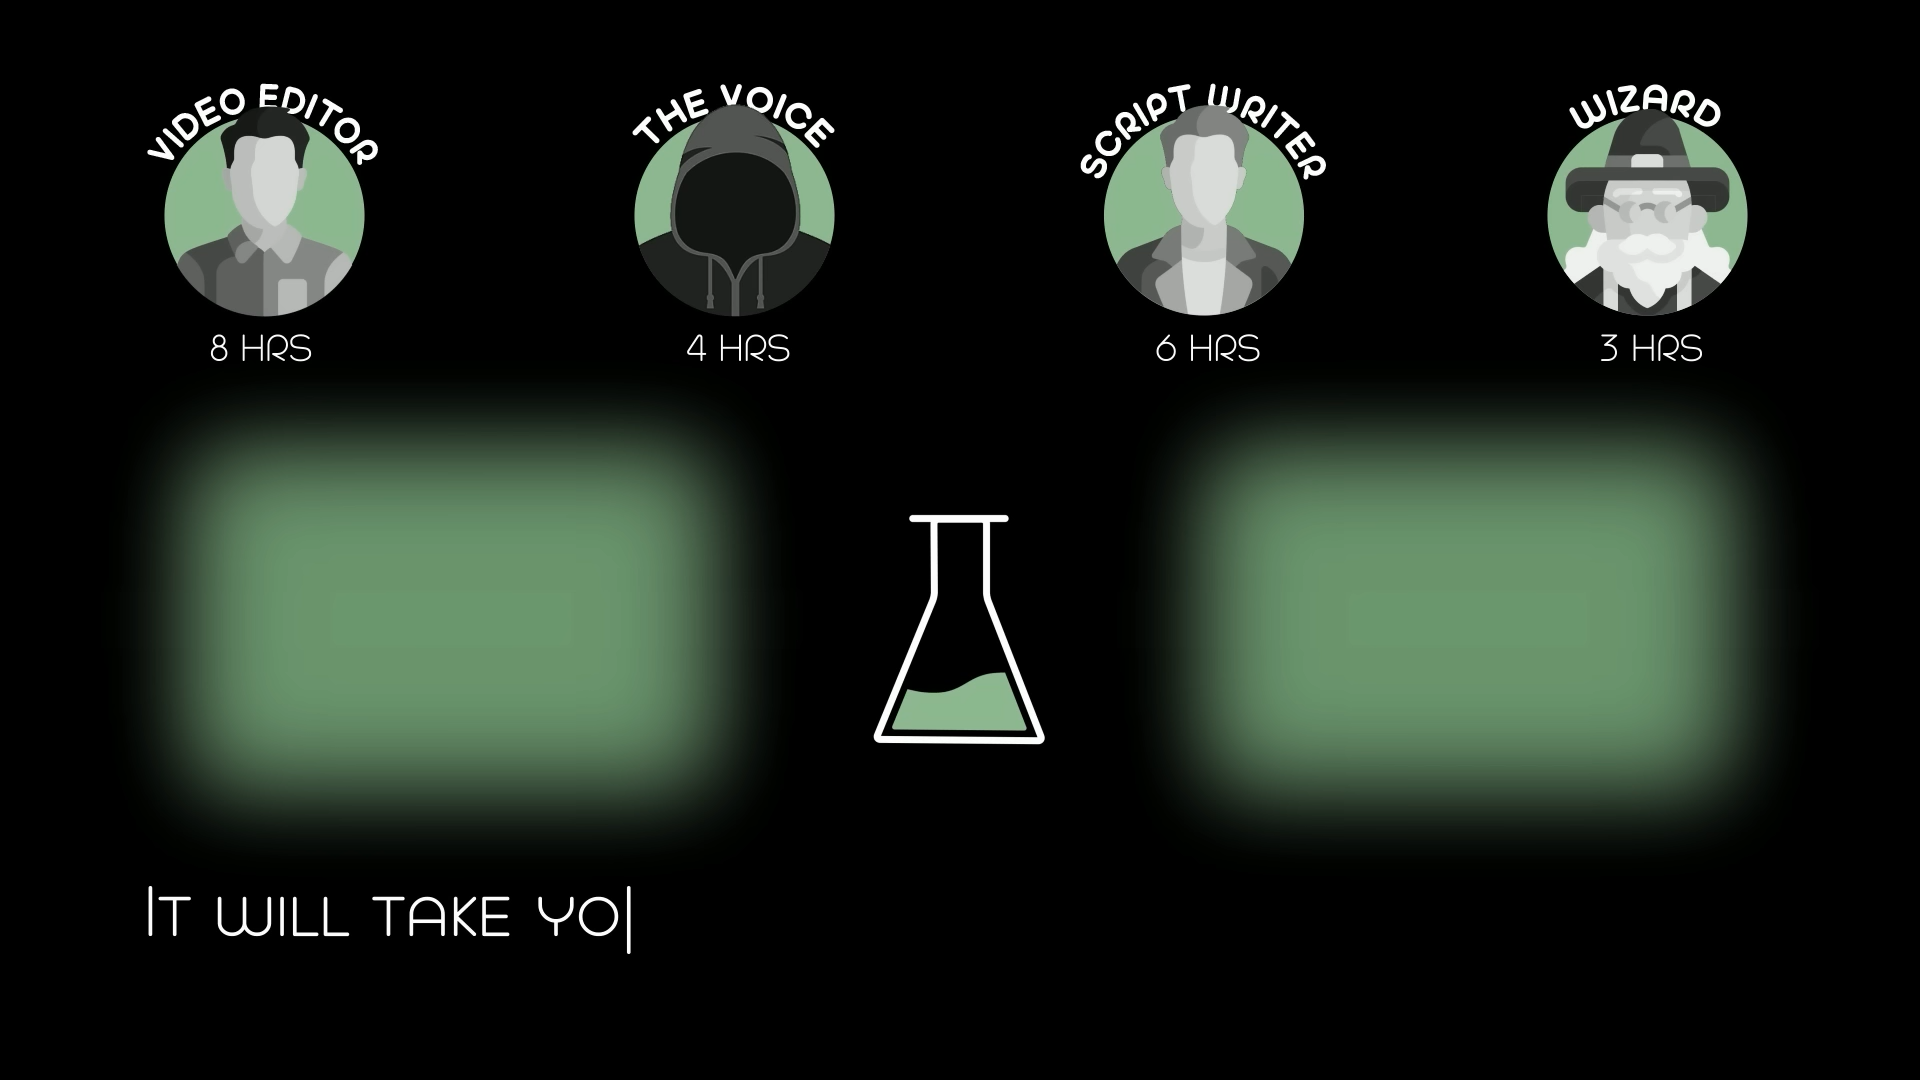 VIDEO EDITOR
THE VOICE
SCRIPT WRITER
WIZARD
8 HRS
4 HRS
6 HRS
3 HRS
IT WILL TAKE YO